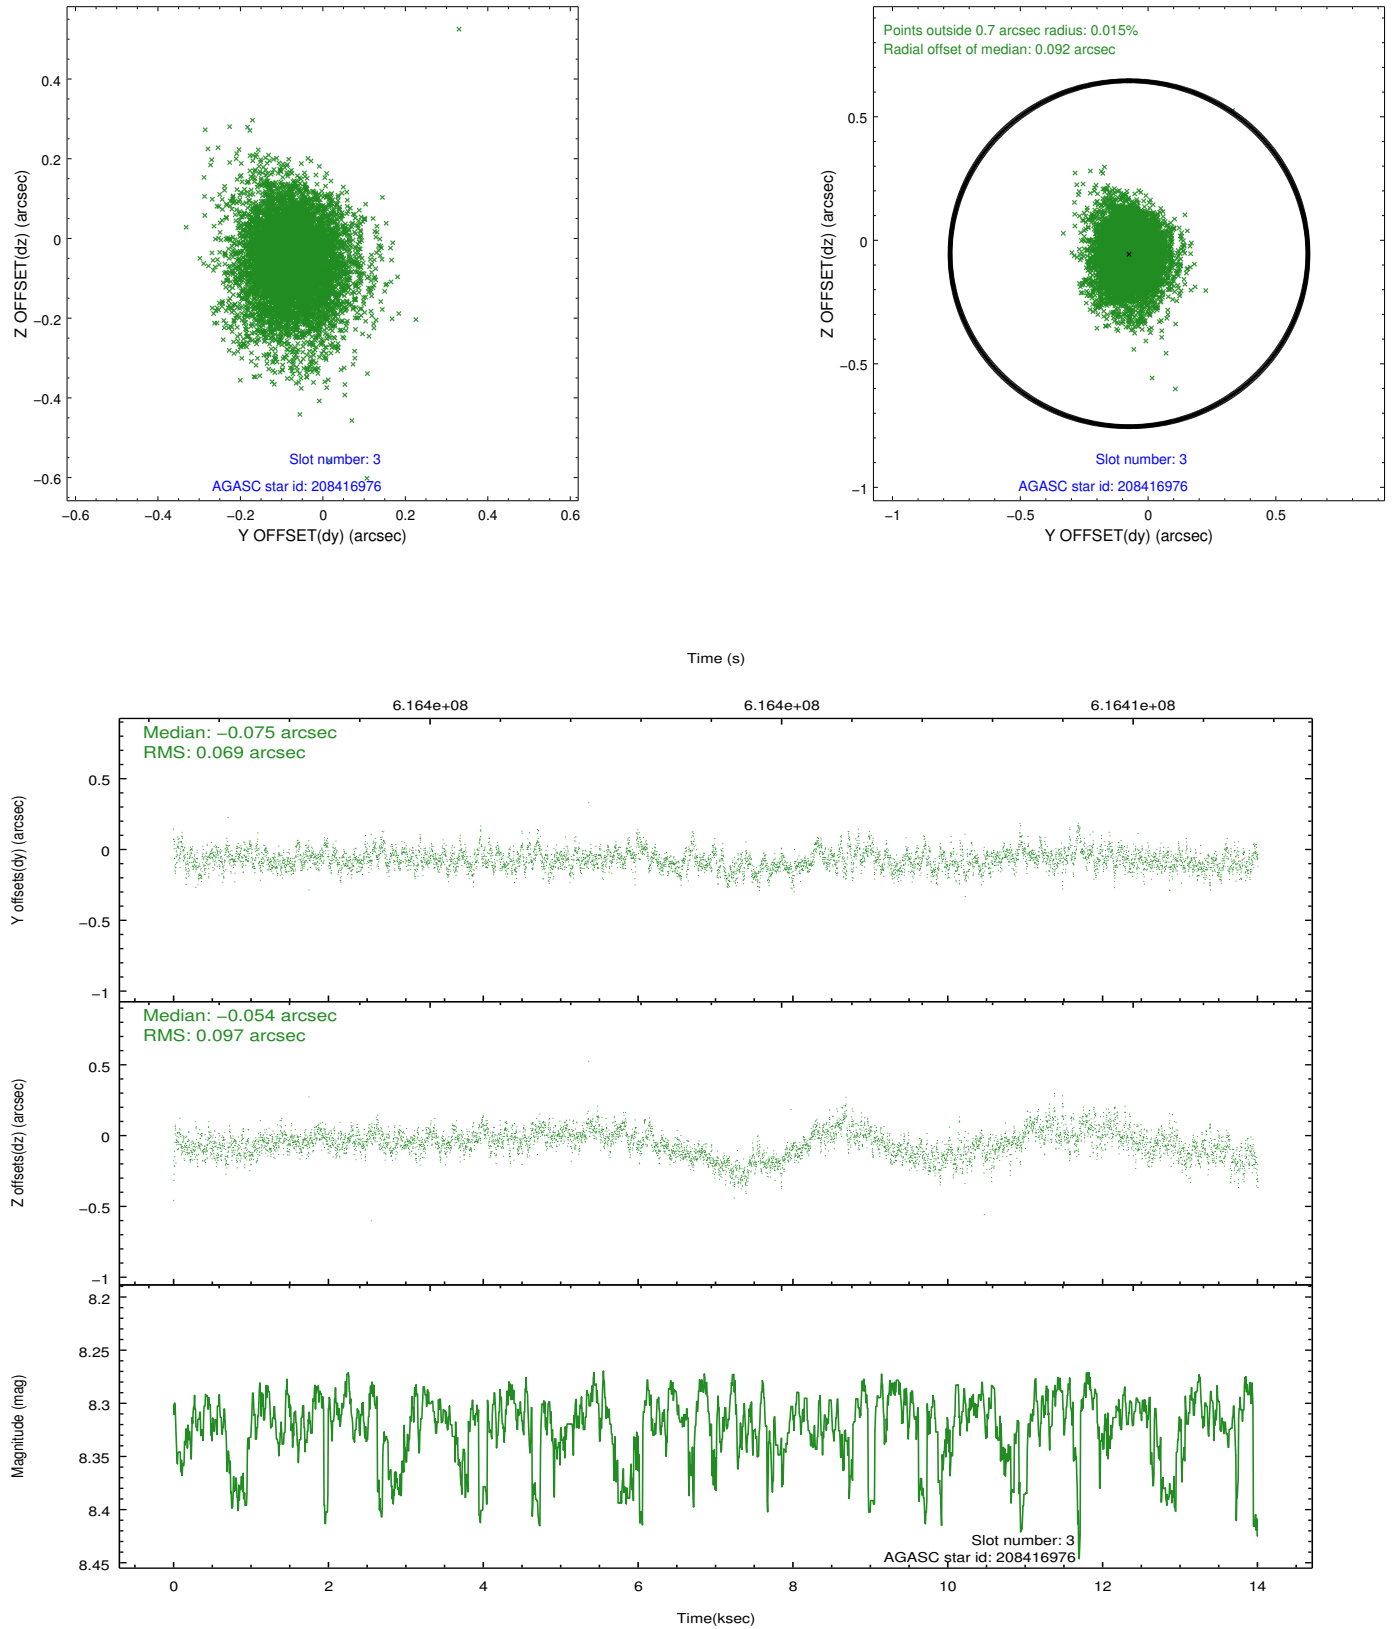 0.4
0.2
0
−0.2
−0.4
−0.6
Z OFFSET(dz) (arcsec)
Slot number: 3
AGASC star id: 208416976
−0.6
−0.4
−0.2
0
0.2
0.4
0.6
Y OFFSET(dy) (arcsec)
Points outside 0.7 arcsec radius: 0.015%
Radial offset of median: 0.092 arcsec
0.5
0
−0.5
−1
Z OFFSET(dz) (arcsec)
Slot number: 3
AGASC star id: 208416976
−1
−0.5
0
0.5
Y OFFSET(dy) (arcsec)
Time (s)
6.164e+08
6.164e+08
6.1641e+08
Median: −0.075 arcsec
RMS: 0.069 arcsec
0.5
0
−0.5
−1
Y offsets(dy) (arcsec)
Median: −0.054 arcsec
RMS: 0.097 arcsec
0.5
0
−0.5
−1
Z offsets(dz) (arcsec)
8.2
8.25
8.3
8.35
8.4
8.45
Magnitude (mag)
Slot number: 3
AGASC star id: 208416976
0
2
4
6
8
10
12
14
Time(ksec)